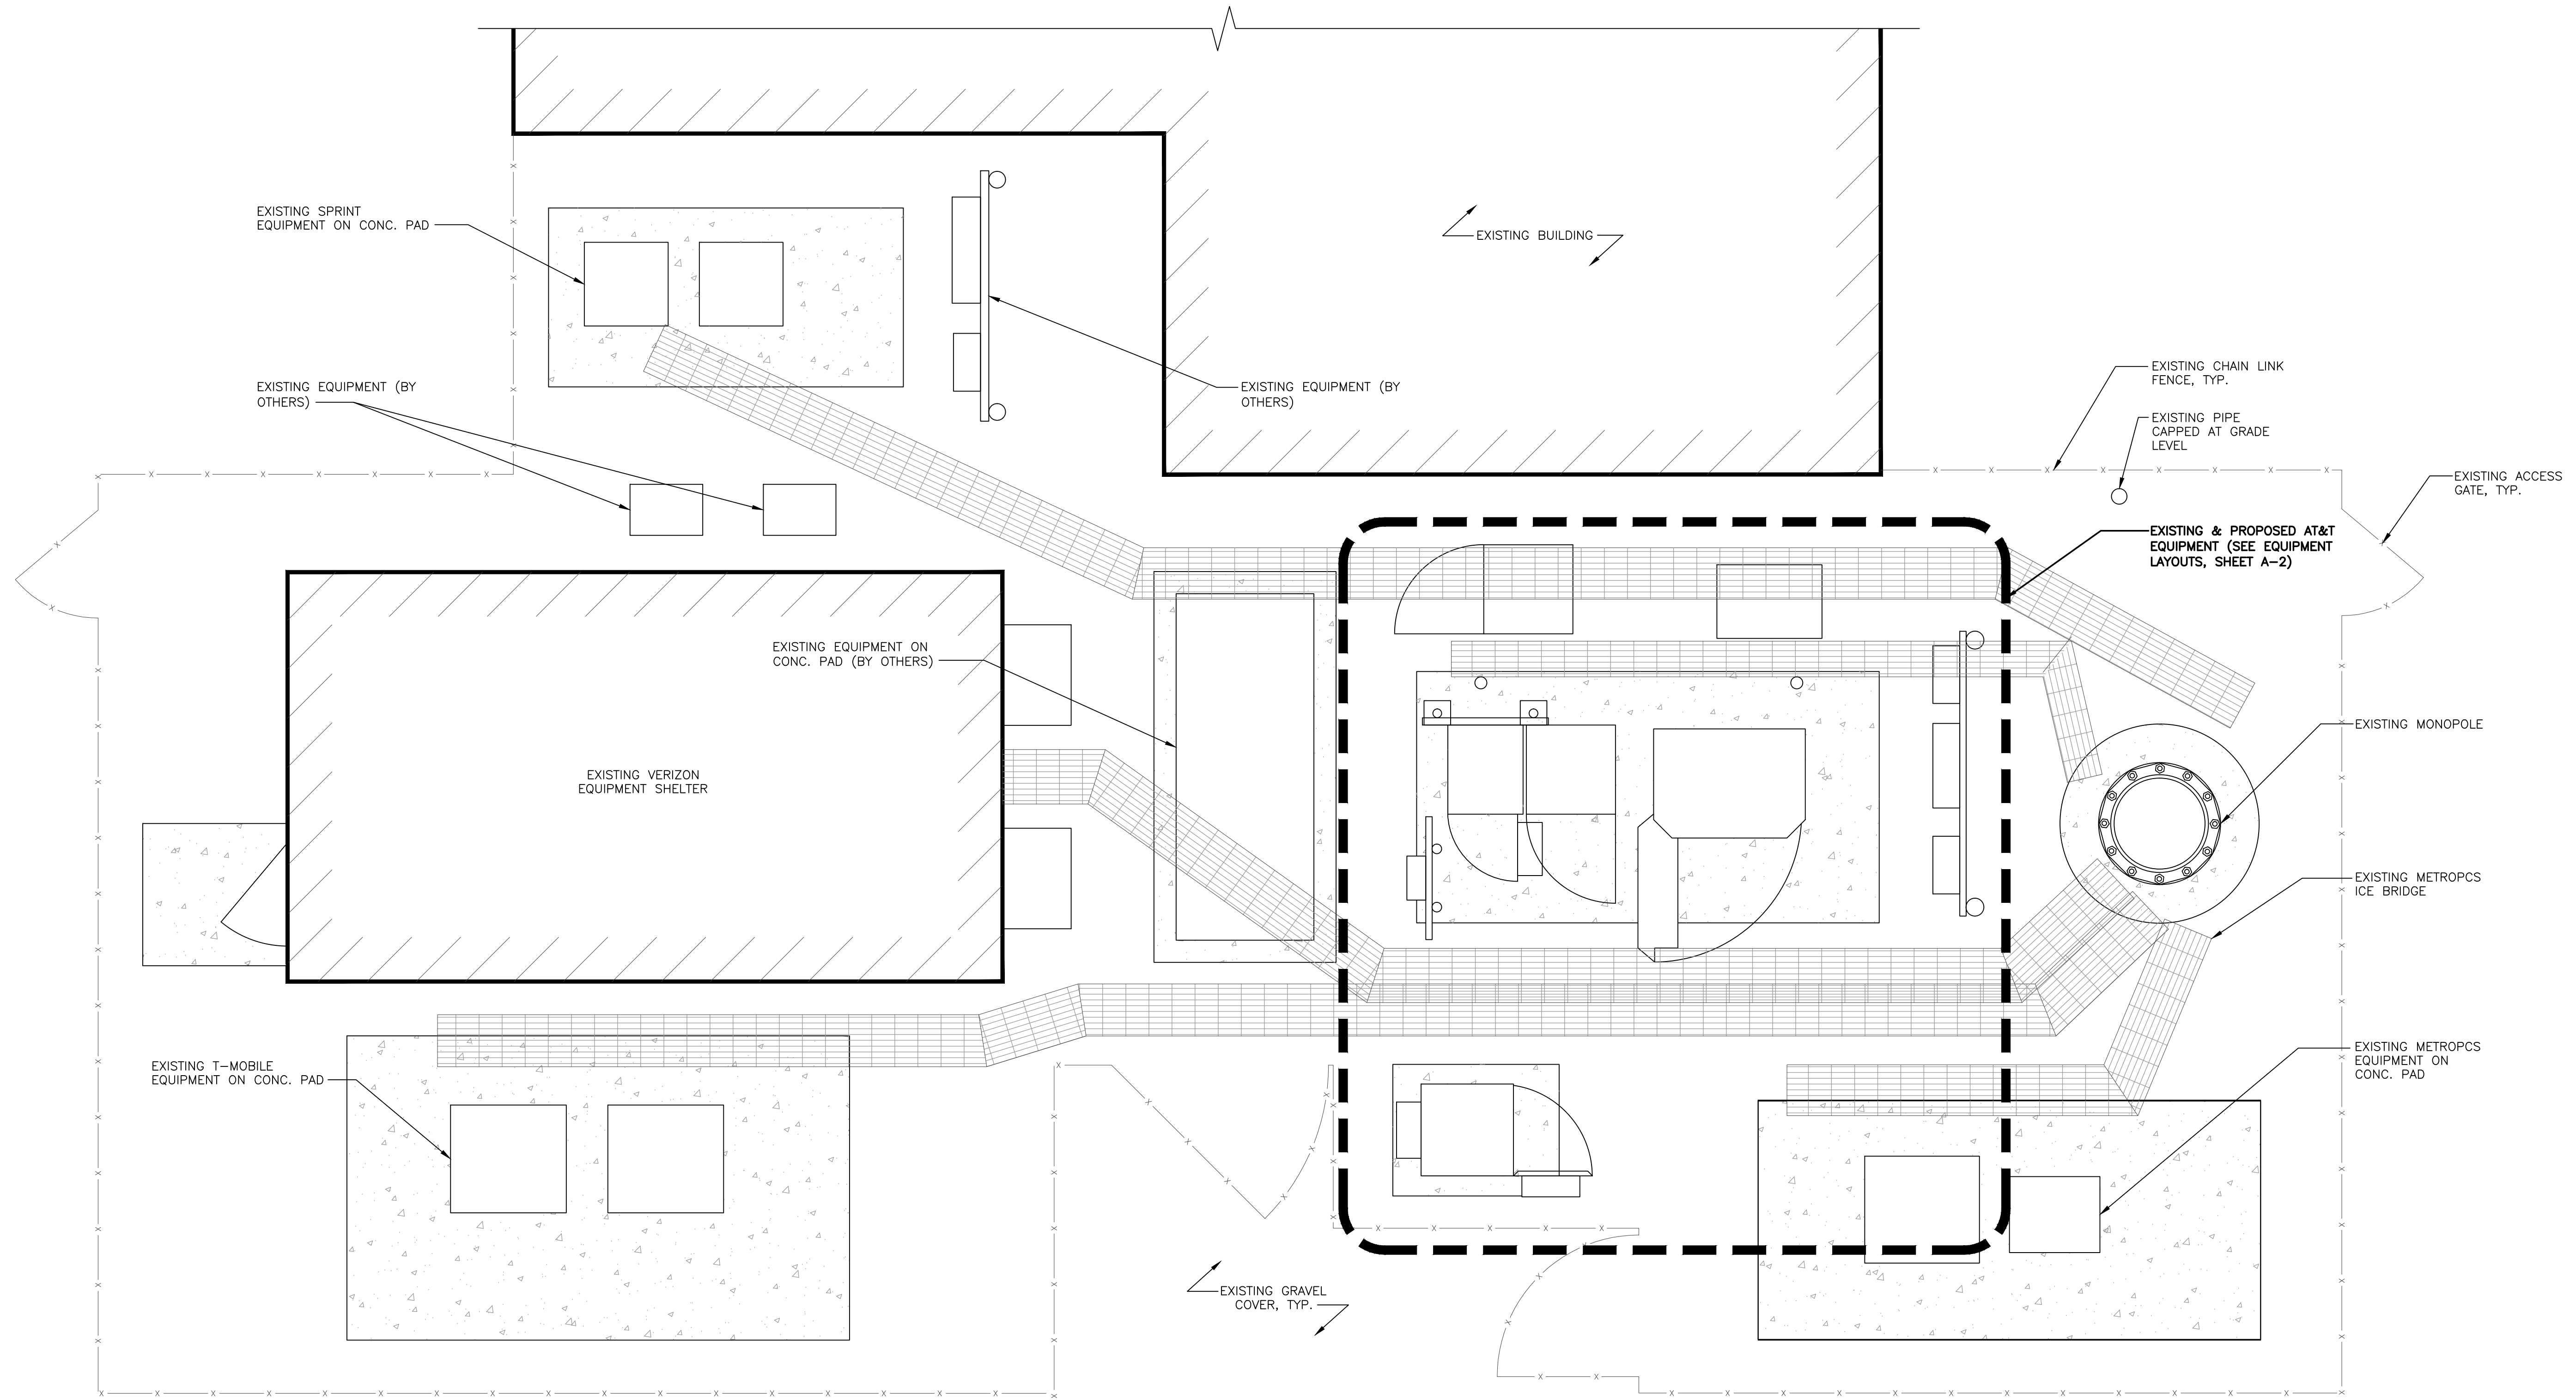 EXISTING SPRINT
EQUIPMENT ON CONC. PAD
EXISTING BUILDING
EXISTING EQUIPMENT (BY
OTHERS)
EXISTING EQUIPMENT (BY
OTHERS)
EXISTING CHAIN LINK
FENCE, TYP.
EXISTING PIPE
CAPPED AT GRADE
LEVEL
EXISTING ACCESS
GATE, TYP.
EXISTING & PROPOSED AT&T
EQUIPMENT (SEE EQUIPMENT
LAYOUTS, SHEET A-2)
EXISTING EQUIPMENT ON
CONC. PAD (BY OTHERS)
EXISTING VERIZON
EQUIPMENT SHELTER
EXISTING MONOPOLE
EXISTING METROPCS
ICE BRIDGE
EXISTING T-MOBILE
EQUIPMENT ON CONC. PAD
EXISTING METROPCS
EQUIPMENT ON
CONC. PAD
EXISTING GRAVEL
COVER, TYP.